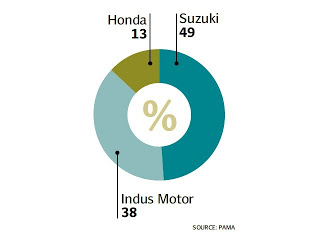 Honda
13
Suzuki
49
%
Indus Motor
38
SOURCE: PAMA